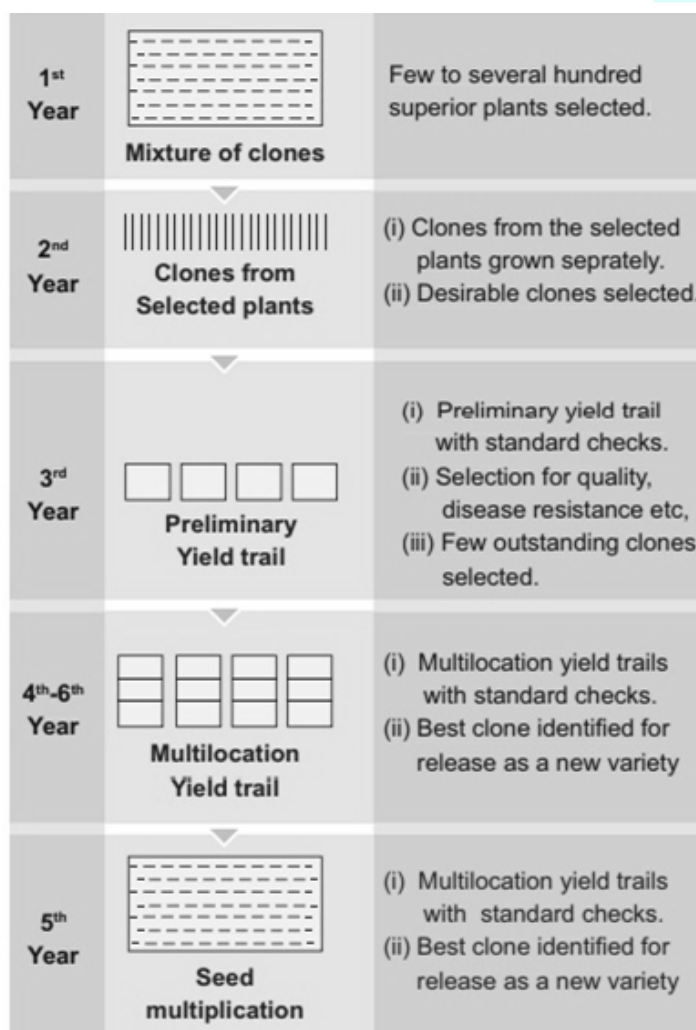 1st
Year
Mixture of clones
Few to several hundred
superior plants selected.
2nd
Year
Clones from
Selected plants
(i) Clones from the selected
plants grown seprately.
(ii) Desirable clones selected.
3rd
Year
Preliminary
Yield trail
(i) Preliminary yield trail
with standard checks.
(ii) Selection for quality,
disease resistance etc,
(iii) Few outstanding clones
selected.
4th-6th
Year
Multilocation
Yield trail
(i) Multilocation yield trails
with standard checks.
(ii) Best clone identified for
release as a new variety
5th
Year
Seed
multiplication
(i) Multilocation yield trails
with standard checks.
(ii) Best clone identified for
release as a new variety